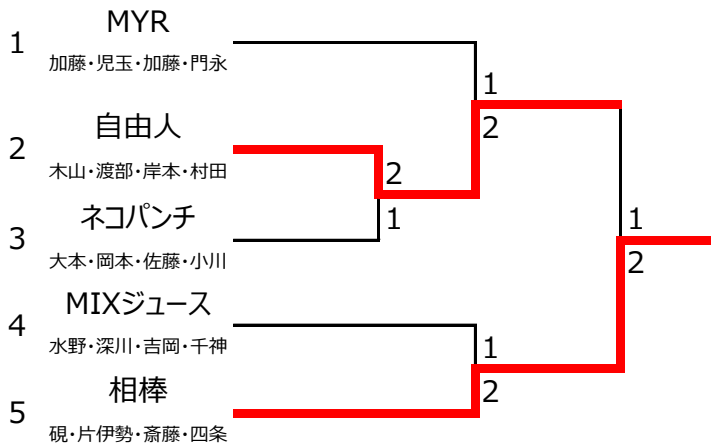 MYR
1
加藤・児玉・加藤・門永
1
自由人
2
2
木山・渡部・岸本・村田
2
ネコパンチ
1
1
3
大本・岡本・佐藤・小川
2
MIXジュース
4
水野・深川・吉岡・千神
1
相棒
2
5
硯・片伊勢・斎藤・四条